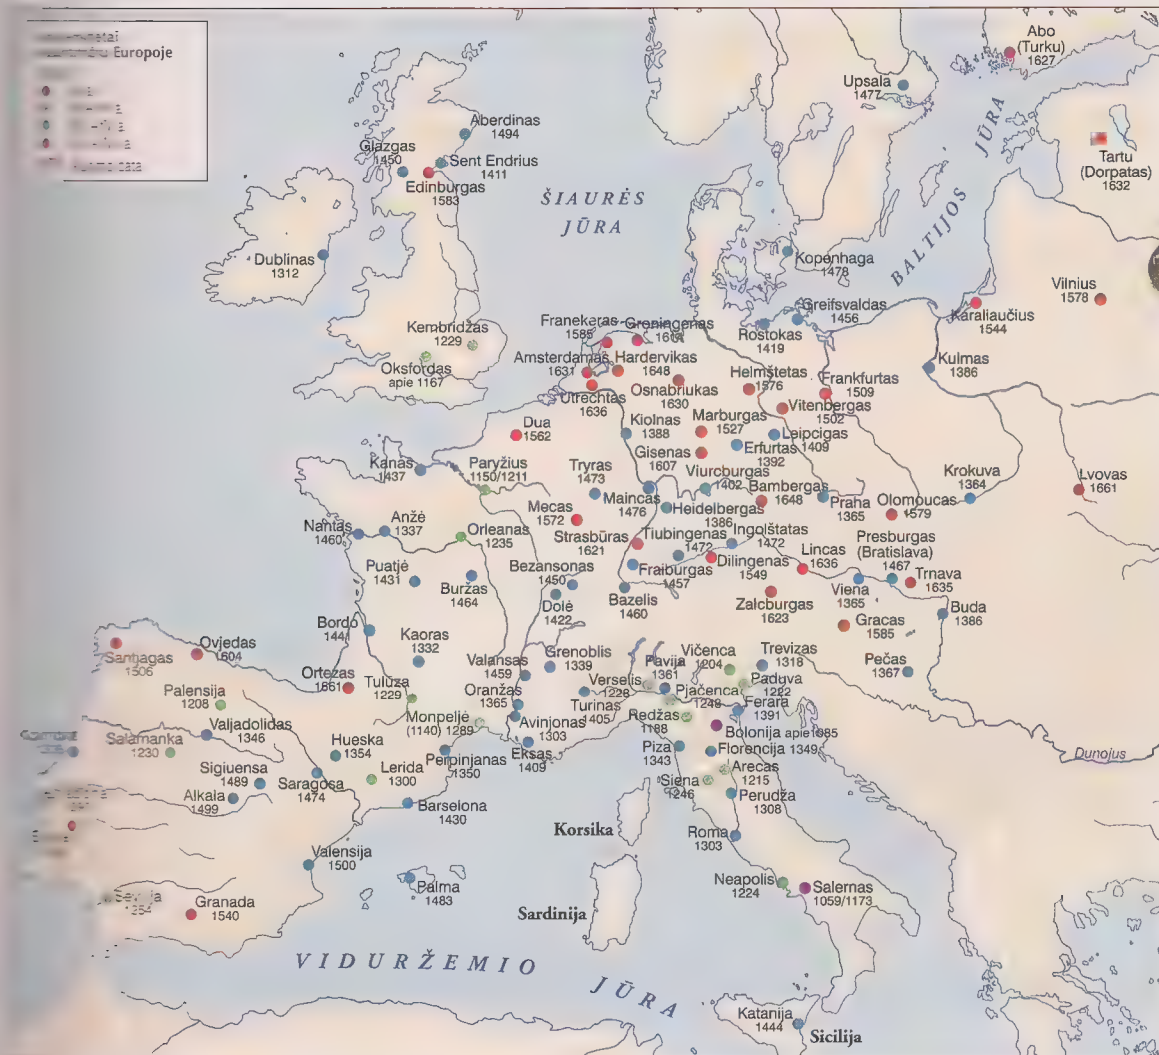 Europoje
Abo
(Turku)
1627
Upsala
1477
Tartu
(Dorpatas)
1632
Aberdinas
1494
Glazgas
1450
Sent Endrius
1411
Edinburgas
1583
ŠIAURĖS
JŪRA
BALTIJOS JŪRA
Dublinas
1312
Kopenhaga
1478
Vilnius
1578
Karaliaučius
1544
Greifsvaldas
1456
Rostokas
1419
Kulmas
1386
Kembridžas
1229
Oksfordas
apie 1167
Franekeras
1585
Greningenas
Amsterdamas
1631
Hardervikas
1648
Utrechtas
1636
Osnabriukas
1630
Helmštetas
1576
Frankfurtas
1509
Vitenbergas
1502
Dua
1562
Kiolnas
1388
Marburgas
1527
Leipcigas
1409
Erfurtas
1392
Gisenas
1607
Kanas
1437
Paryžius
1150/1211
Tryras
1473
Maincas
1476
Viurcburgas
1402
Heidelbergas
1386
Bambergas
1648
Praha
1365
Krokuva
1364
Lvovas
1661
Olomoucas
1579
Mecas
1572
Nantas
1460
Anžė
1337
Orleanas
1235
Strasbūras
1621
Tiubingenas
1472
Ingolštatas
1472
Presburgas
(Bratislava)
1467
Puatjė
1431
Buržas
1464
Bezansonas
1450
Fraiburgas
1457
Dilingenas
1549
Lincas
1636
Trnava
1635
Dolė
1422
Bazelis
1460
Zalcburgas
1623
Viena
1365
Buda
1386
Gracas
1585
Bordo
1441
Kaoras
1332
Grenoblis
1339
Vičenca
1204
Trevizas
1318
Pečas
1367
Santjagas
1506
Ovjedas
1604
Ortezas
1661
Tulūza
1229
Valansas
1459
Verselis
1228
Pavija
1361
Paduva
1222
Palensija
1208
Oranžas
1365
Turinas
1405
Pjačenca
1248
Ferara
1391
Valjadolidas
1346
Monpeljė
(1140) 1289
Avinjonas
1303
Redžas
1188
Bolonija apie 1085
Salamanka
1230
Hueska
1354
Perpinjanas
1350
Eksas
1409
Piza
1343
Florencija 1349
Dunojus
Sigiuensa
1489
Lerida
1300
Siena
1246
Arecas
1215
Saragosa
1474
Alkala
1499
Barselona
1430
Perudža
1308
Korsika
Roma
1303
Valensija
1500
Palma
1483
Neapolis
1224
Salernas
1059/1173
Granada
1540
Sardinija
VIDURŽEMIO JŪRA
Katanija
1444
Sicilija